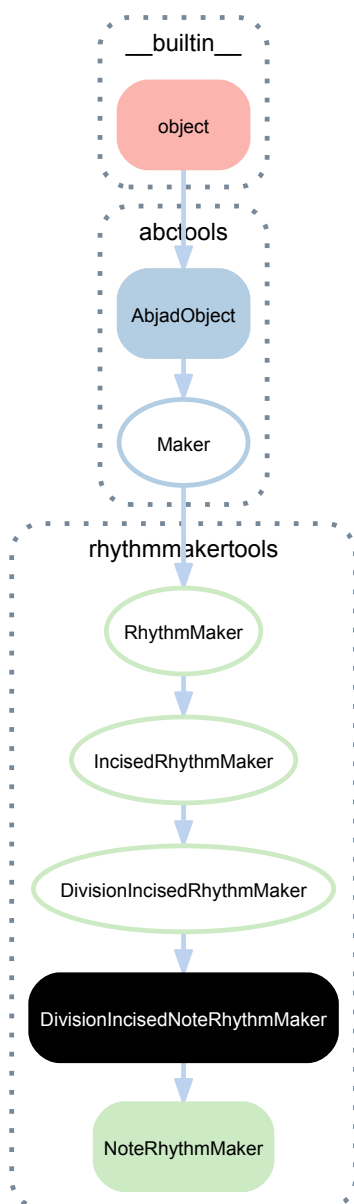 __builtin__
object
abctools
AbjadObject
Maker
rhythmmakertools
RhythmMaker
IncisedRhythmMaker
DivisionIncisedRhythmMaker
DivisionIncisedNoteRhythmMaker
NoteRhythmMaker